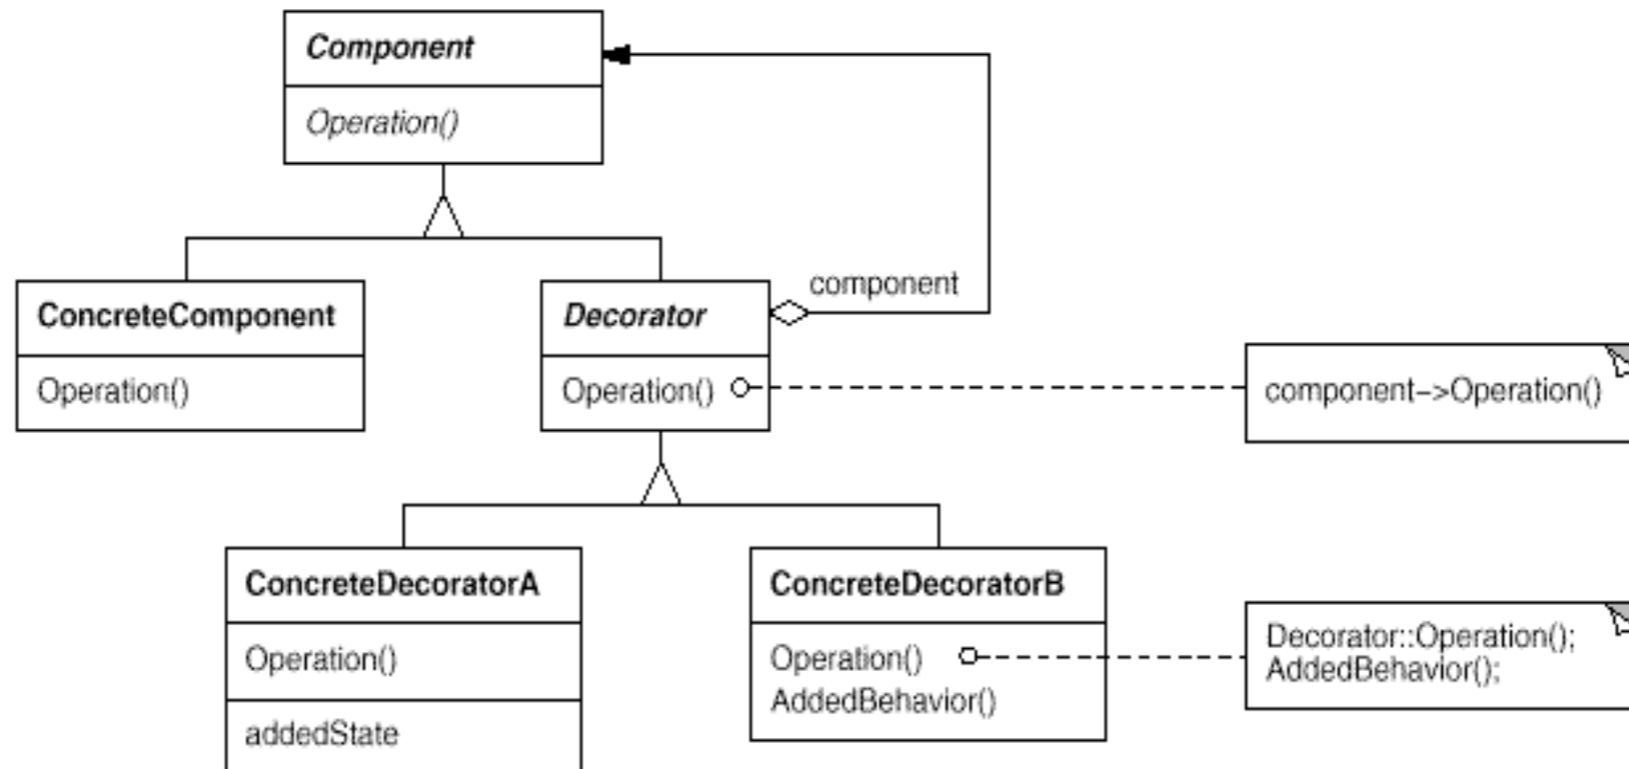 Component
Operation()
component
ConcreteComponent
Operation()
Decorator
Operation()
component–>Operation()
ConcreteDecoratorA
Operation()
addedState
ConcreteDecoratorB
Operation()
AddedBehavior()
Decorator::Operation();
AddedBehavior();